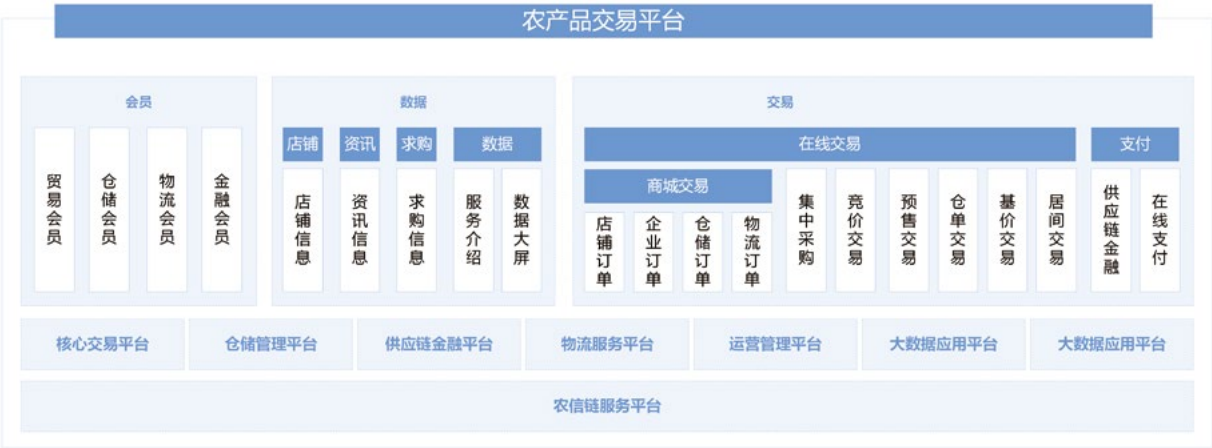 农产品交易平台
会员
数据
交易
店铺
资讯
求购
数据
在线交易
支付
商城交易
贸易会员
仓储会员
物流会员
金融会员
店铺信息
资讯信息
求购信息
服务介绍
数据大屏
店铺订单
企业订单
仓储订单
物流订单
集中采购
竞价交易
预售交易
仓单交易
基价交易
居间交易
供应链金融
在线支付
核心交易平台
仓储管理平台
供应链金融平台
物流服务平台
运营管理平台
大数据应用平台
大数据应用平台
农信链服务平台